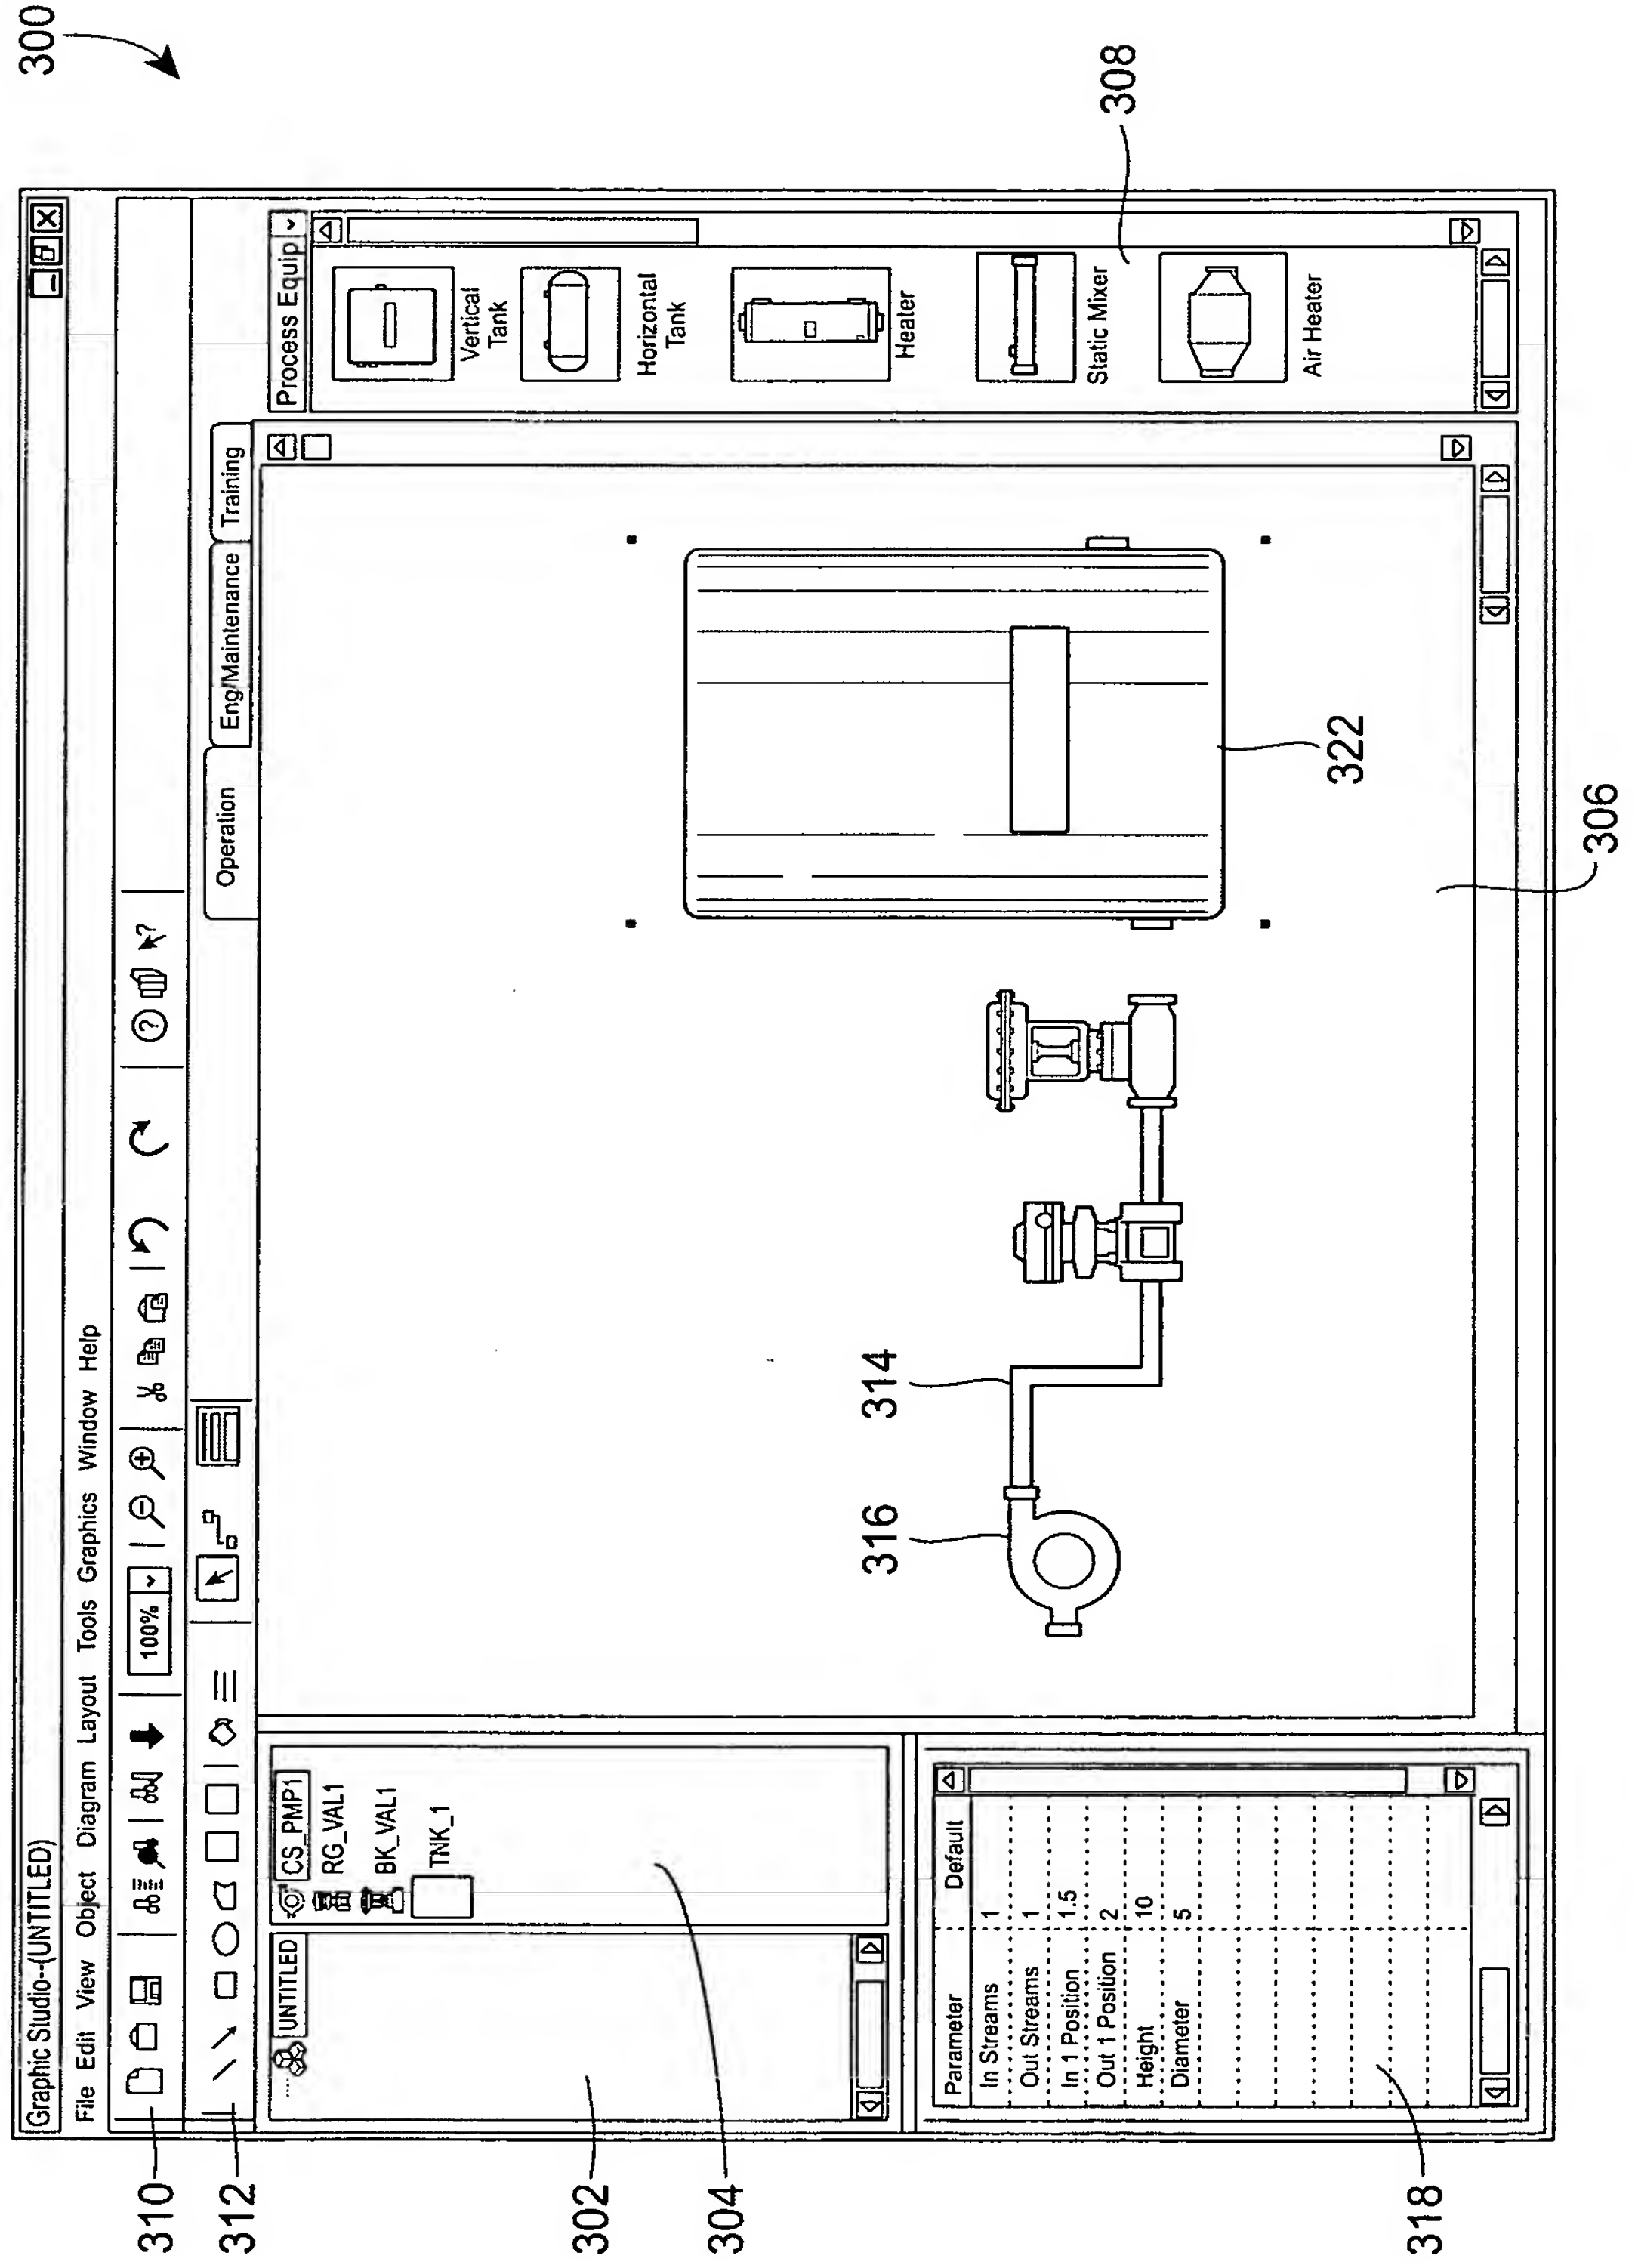 300
Graphic Studio--(UNTITLED)
File Edit View Object Diagram Layout Tools Graphics Window Help
310
100%
?
?
312
Operation
Eng/Maintenance
Training
UNTITLED
CS_PMP1
RG_VAL1
BK_VAL1
TNK_1
302
304
Parameter Default
In Streams 1
Out Streams 1
In 1 Position 1.5
Out 1 Position 2
Height 10
Diameter 5
318
316
314
322
306
Process Equip
Vertical
Tank
Horizontal
Tank
Heater
Static Mixer
Air Heater
308